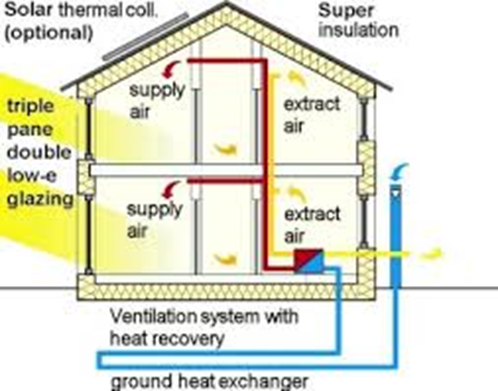 Solar thermal coll.
(optional)
Super
insulation
triple
pane
double
low-e
glazing
supply
air
extract
air
supply
air
extract
air
Ventilation system with
heat recovery
ground heat exchanger